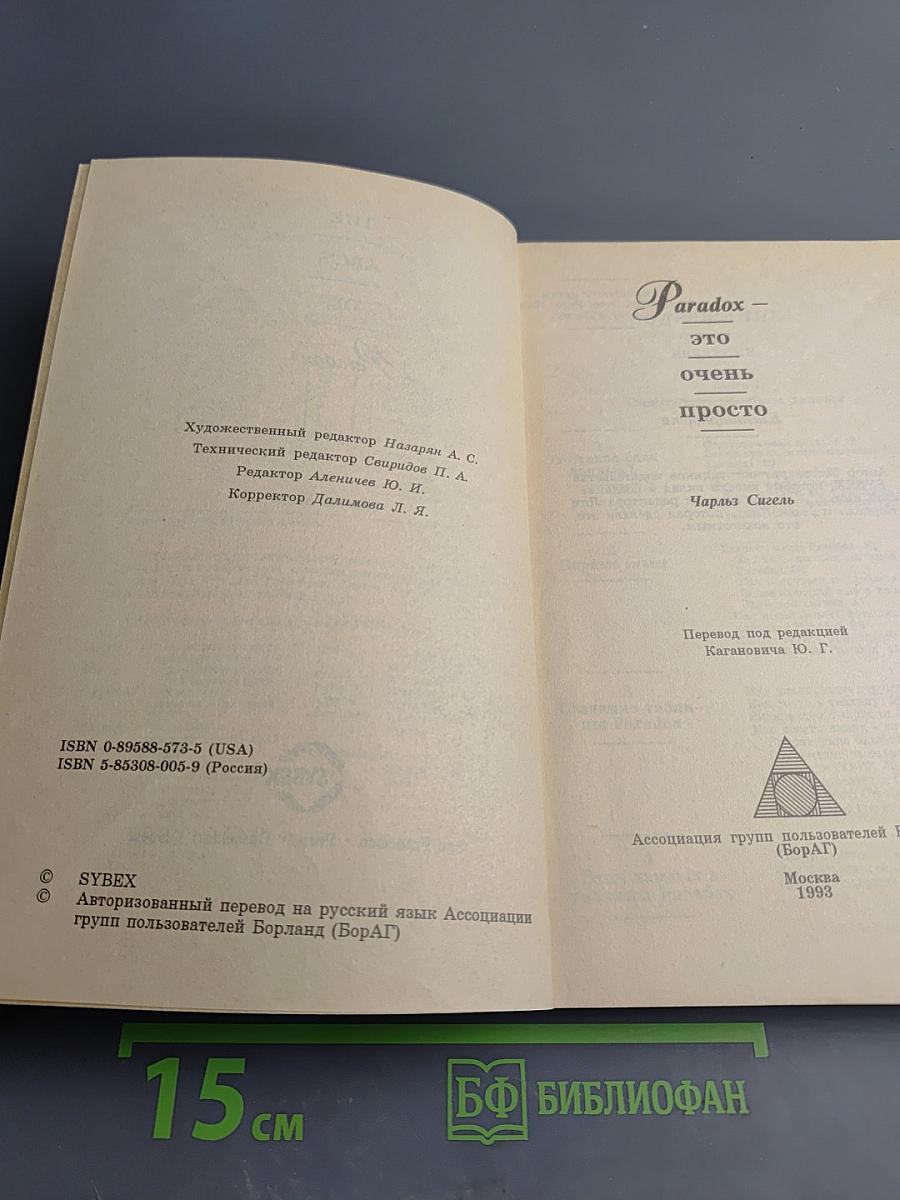 Художественный редактор Назарян А. С.
Технический редактор Свиридов П. А.
Редактор Аленичев Ю. И.
Корректор Далимова Л. Я.
ISBN 0-89588-573-5 (USA)
ISBN 5-85308-005-9 (Россия)
© SYBEX
© Авторизованный перевод на русский язык Ассоциации
групп пользователей Борланд (БорАГ)
Paradox —
это
очень
просто
Чарльз Сигель
Перевод под редакцией
Кагановича Ю. Г.
Ассоциация групп пользователей
(БорАГ)
Москва
1993
15 см
БФ БИБЛИОФАН